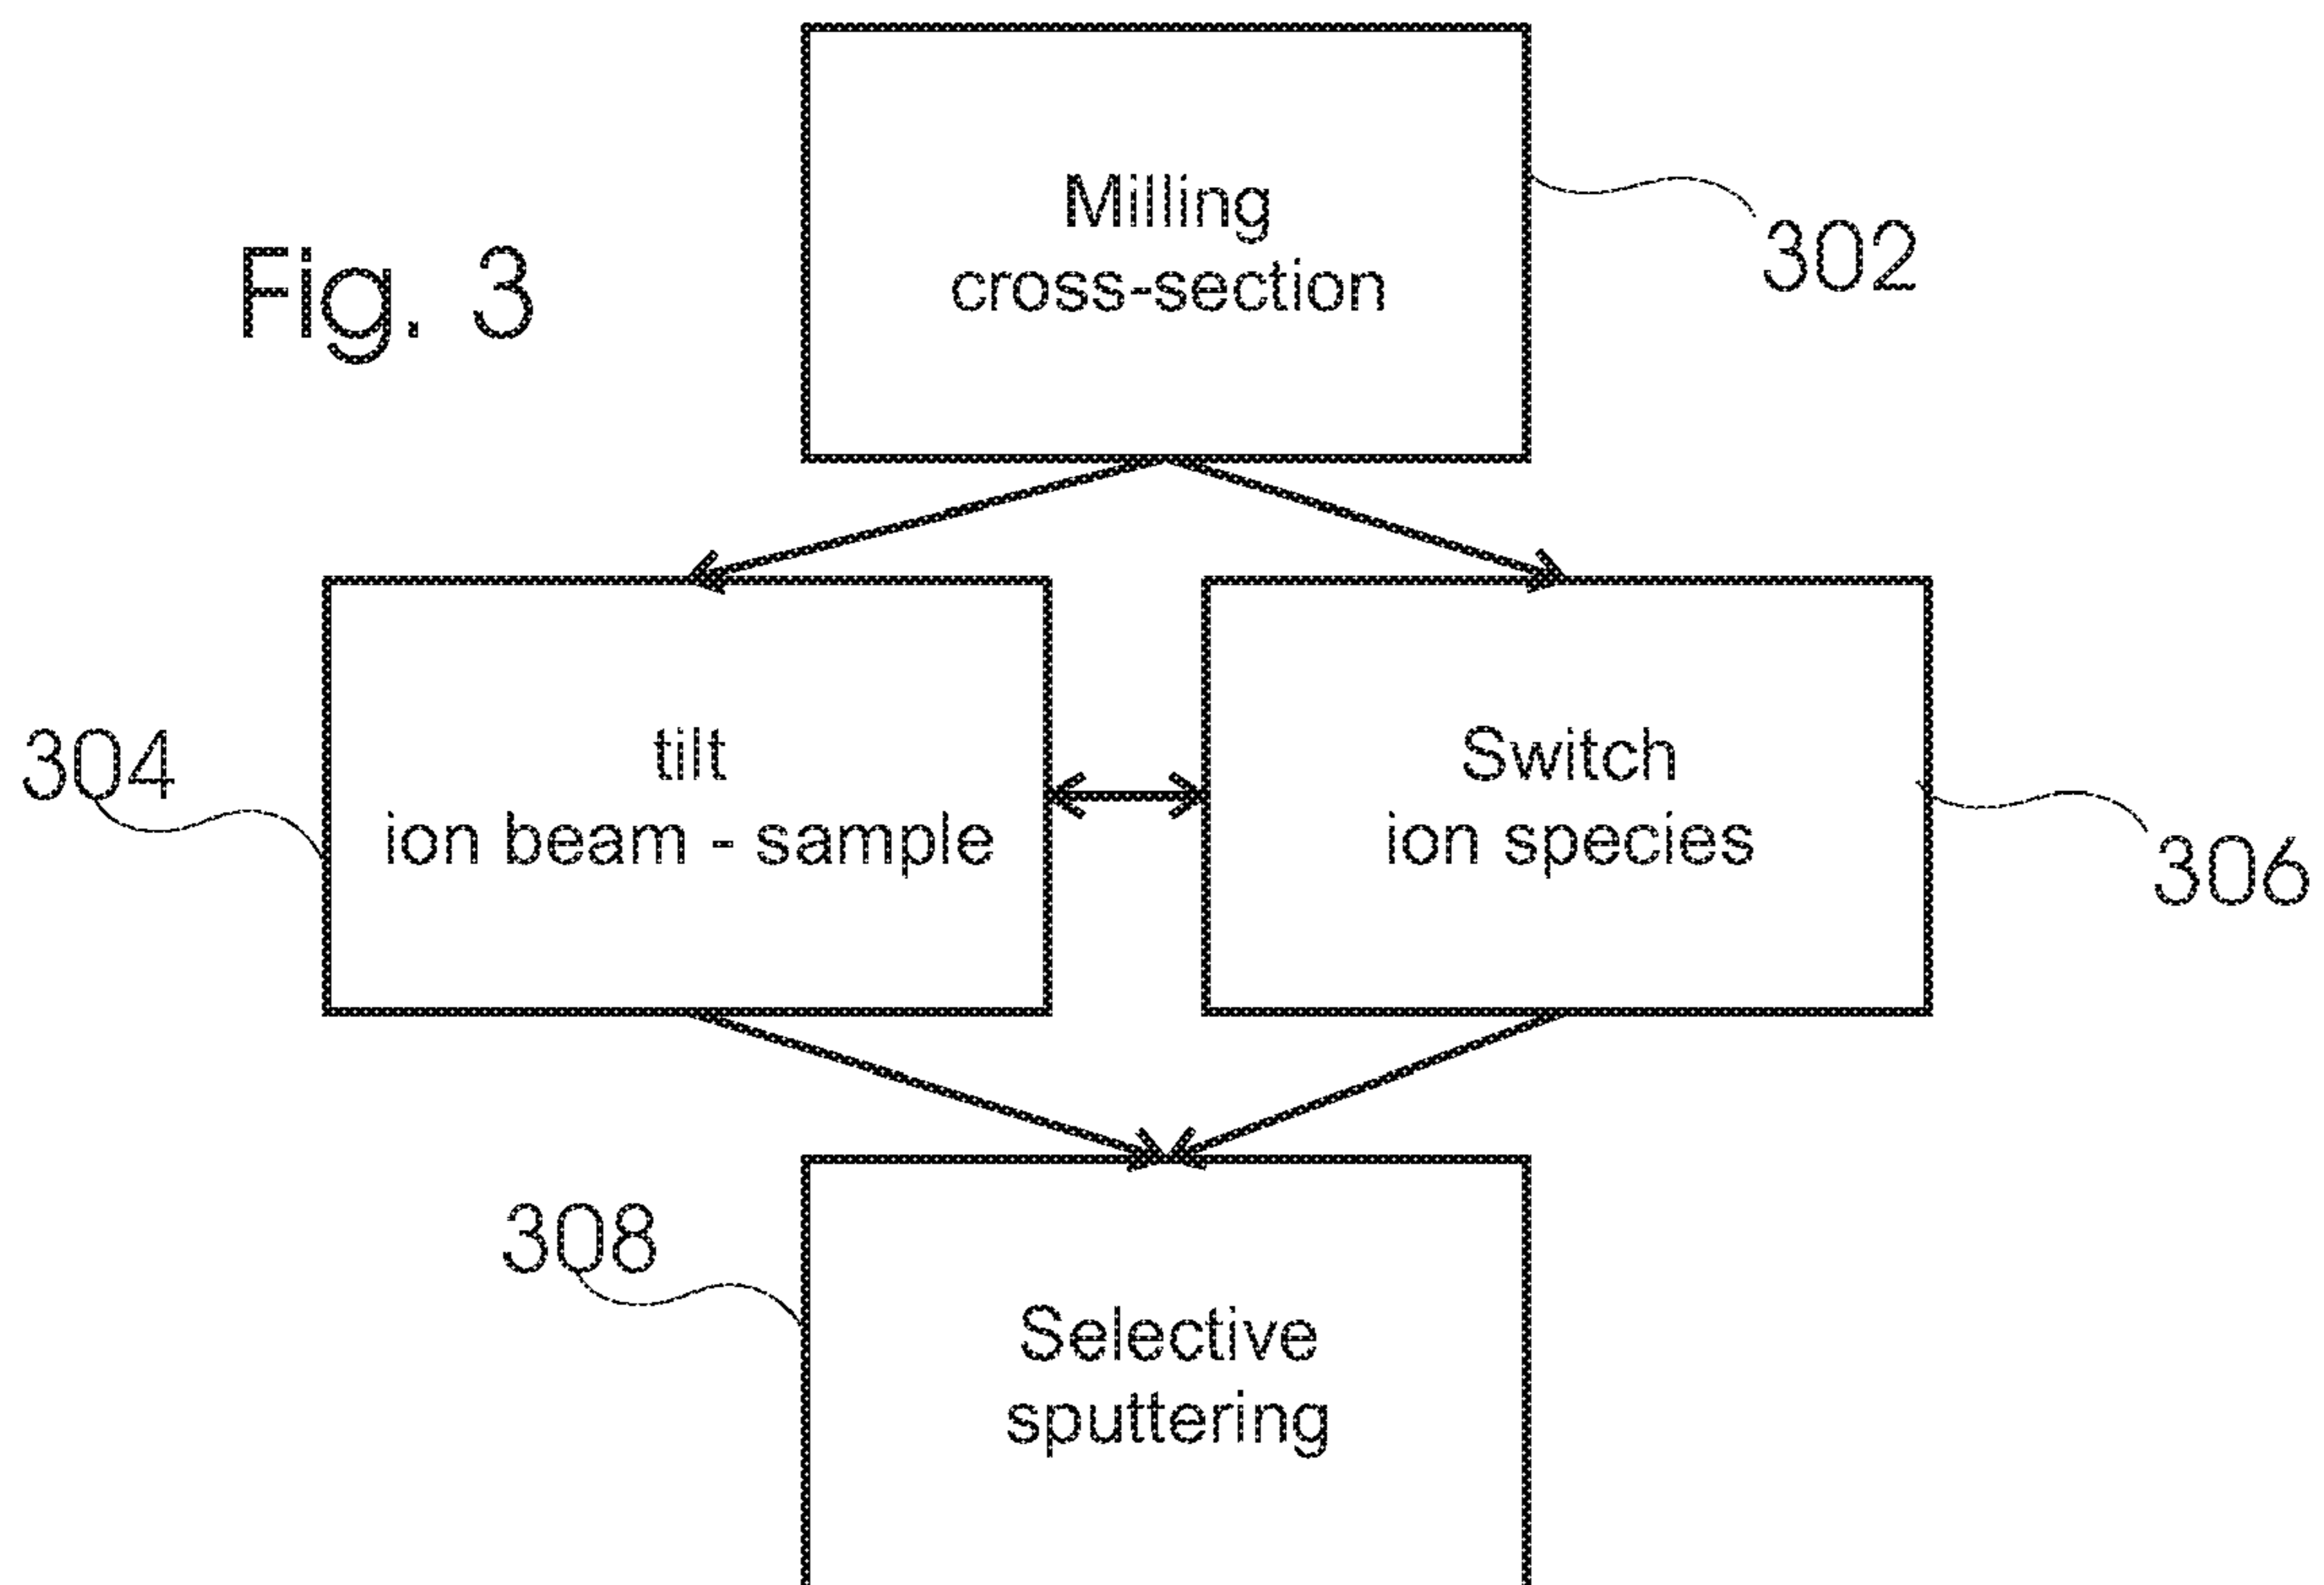 Milling
cross-section
302
Fig. 3
304
tilt
ion beam - sample
Switch
ion species
306
308
Selective
sputtering